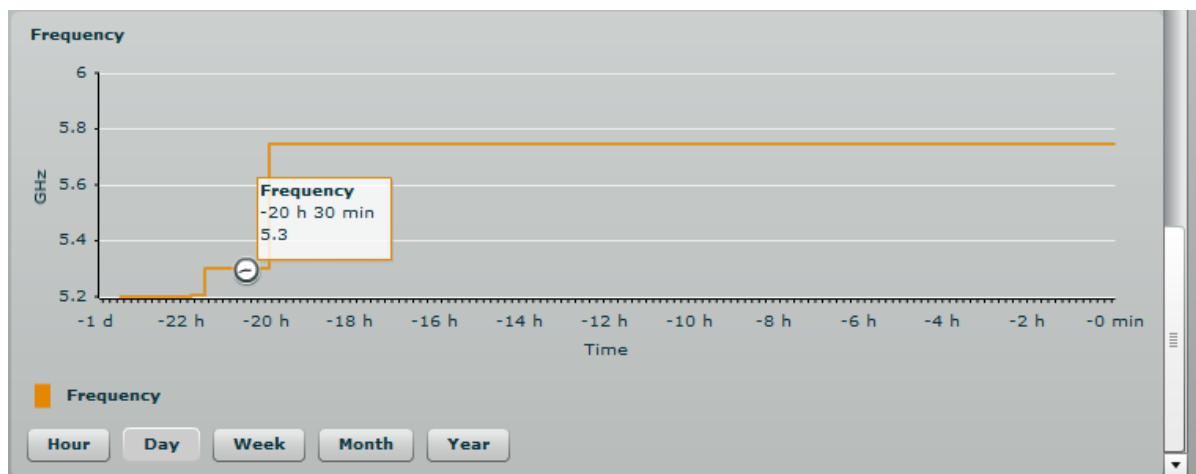 Frequency
6
5.8
5.6
5.4
5.2
GHz
Frequency
-20 h 30 min
5.3
-1 d -22 h -20 h -18 h -16 h -14 h -12 h -10 h -8 h -6 h -4 h -2 h -0 min
Time
Frequency
Hour Day Week Month Year